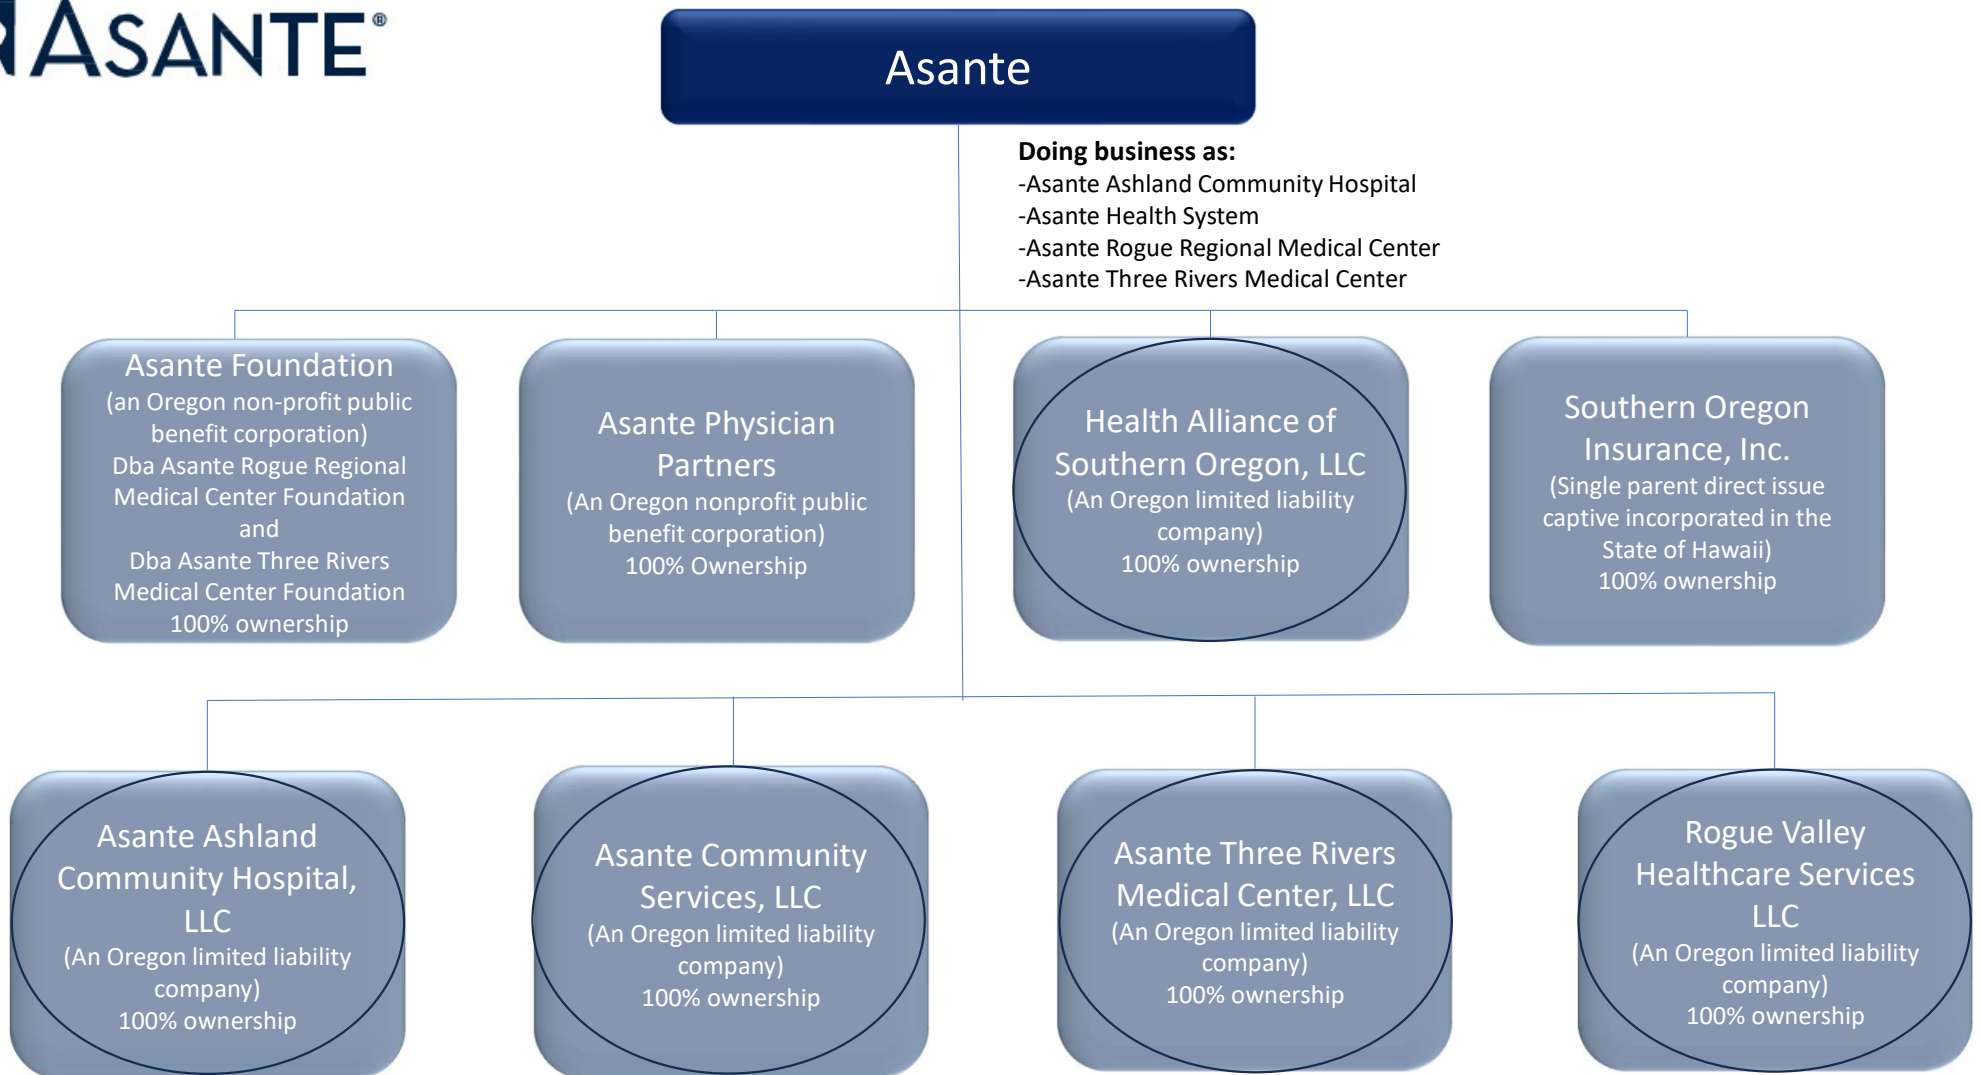 ASANTE®
Asante
Doing business as:
-Asante Ashland Community Hospital
-Asante Health System
-Asante Rogue Regional Medical Center
-Asante Three Rivers Medical Center
Asante Foundation
(an Oregon non-profit public
benefit corporation)
Dba Asante Rogue Regional
Medical Center Foundation
and
Dba Asante Three Rivers
Medical Center Foundation
100% ownership
Asante Physician
Partners
(An Oregon nonprofit public
benefit corporation)
100% Ownership
Health Alliance of
Southern Oregon, LLC
(An Oregon limited liability
company)
100% ownership
Southern Oregon
Insurance, Inc.
(Single parent direct issue
captive incorporated in the
State of Hawaii)
100% ownership
Asante Ashland
Community Hospital,
LLC
(An Oregon limited liability
company)
100% ownership
Asante Community
Services, LLC
(An Oregon limited liability
company)
100% ownership
Asante Three Rivers
Medical Center, LLC
(An Oregon limited liability
company)
100% ownership
Rogue Valley
Healthcare Services
LLC
(An Oregon limited liability
company)
100% ownership